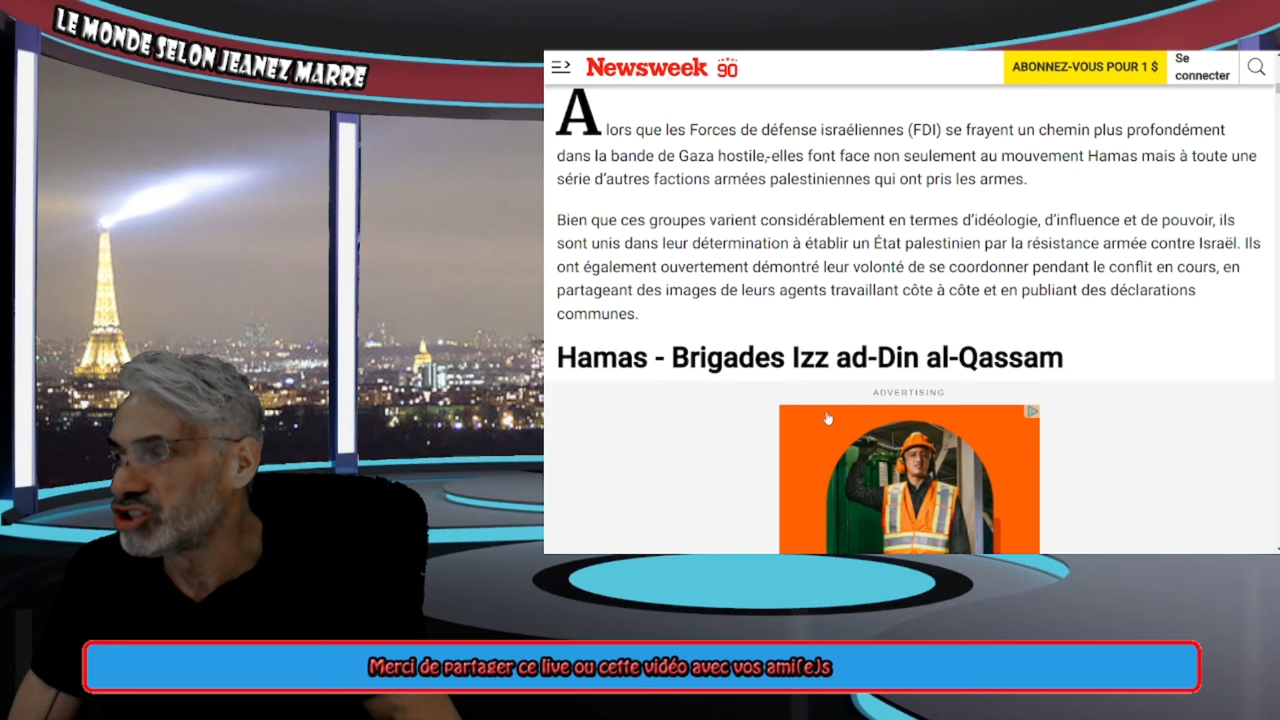 LE MONDE SELON JEANEZ MARRE
Newsweek 90
ABONNEZ-VOUS POUR 1 $
Se
connecter
Alors que les Forces de défense israéliennes (FDI) se frayent un chemin plus profondément
dans la bande de Gaza hostile, elles font face non seulement au mouvement Hamas mais à toute une
série d'autres factions armées palestiniennes qui ont pris les armes.
Bien que ces groupes varient considérablement en termes d'idéologie, d'influence et de pouvoir, ils
sont unis dans leur détermination à établir un État palestinien par la résistance armée contre Israël. Ils
ont également ouvertement démontré leur volonté de se coordonner pendant le conflit en cours, en
partageant des images de leurs agents travaillant côte à côte et en publiant des déclarations
communes.
Hamas - Brigades Izz ad-Din al-Qassam
ADVERTISING
Merci de partager ce live ou cette vidéo avec vos ami(e)s